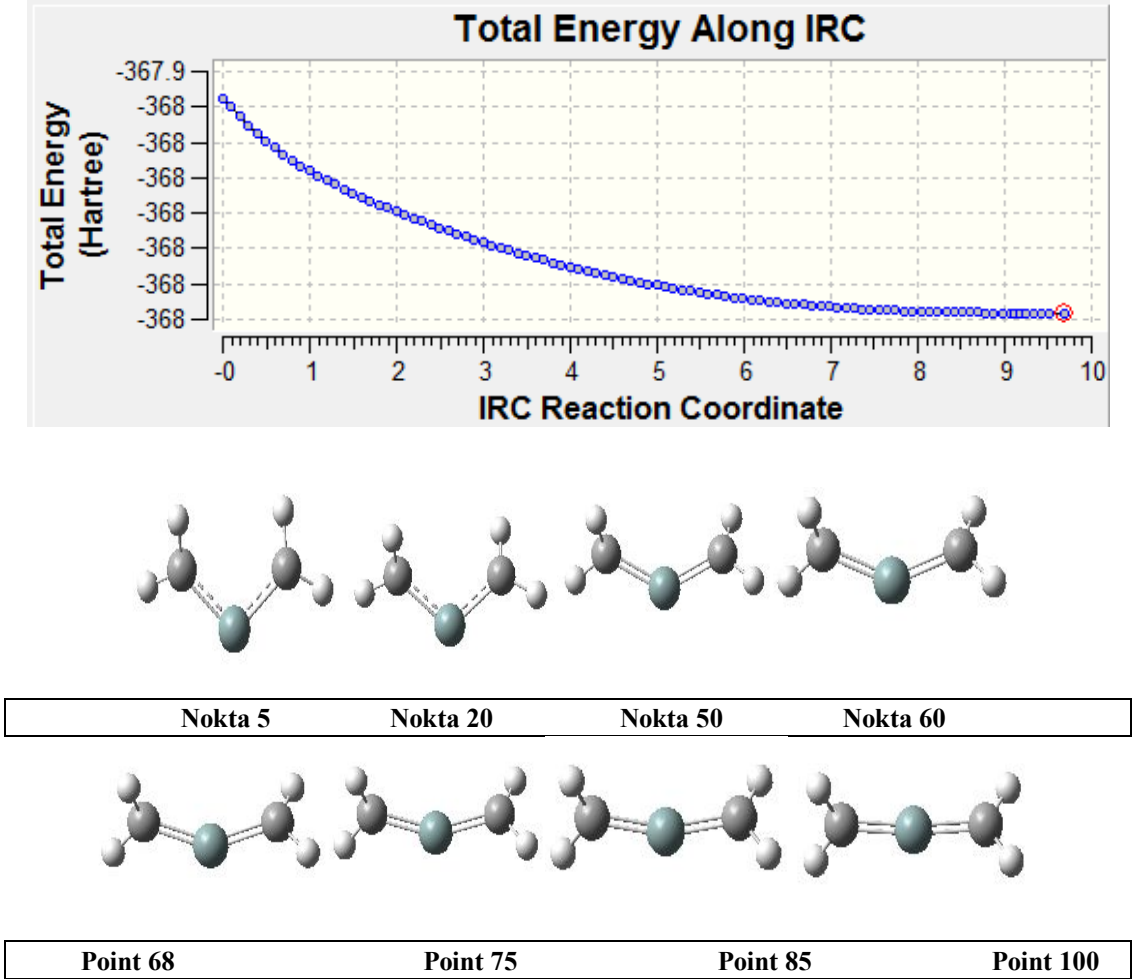 Total Energy Along IRC
Total Energy
(Hartree)
-367.9
-368
-368
-368
-368
-368
-368
-368
-0 1 2 3 4 5 6 7 8 9 10
IRC Reaction Coordinate
Nokta 5 Nokta 20 Nokta 50 Nokta 60
Point 68 Point 75 Point 85 Point 100